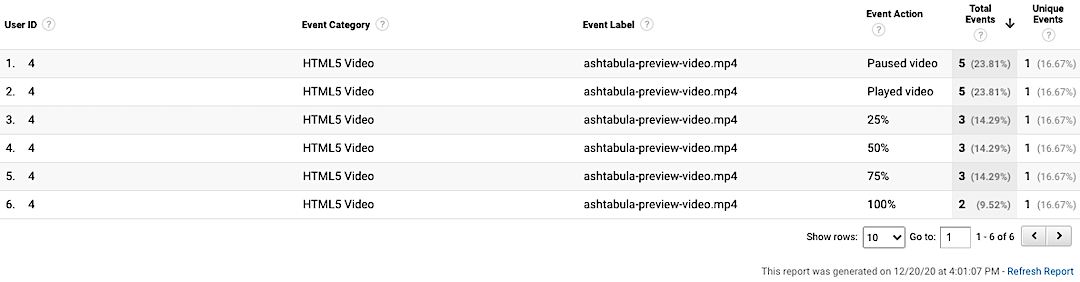 User ID ? Event Category ? Event Label ? Event Action ? Total Events ? Unique Events ?
1. 4 HTML5 Video ashtabula-preview-video.mp4 Paused video 5 (23.81%) 1 (16.67%)
2. 4 HTML5 Video ashtabula-preview-video.mp4 Played video 5 (23.81%) 1 (16.67%)
3. 4 HTML5 Video ashtabula-preview-video.mp4 25% 3 (14.29%) 1 (16.67%)
4. 4 HTML5 Video ashtabula-preview-video.mp4 50% 3 (14.29%) 1 (16.67%)
5. 4 HTML5 Video ashtabula-preview-video.mp4 75% 3 (14.29%) 1 (16.67%)
6. 4 HTML5 Video ashtabula-preview-video.mp4 100% 2 (9.52%) 1 (16.67%)
Show rows: 10 Go to: 1 1 - 6 of 6
This report was generated on 12/20/20 at 4:01:07 PM - Refresh Report